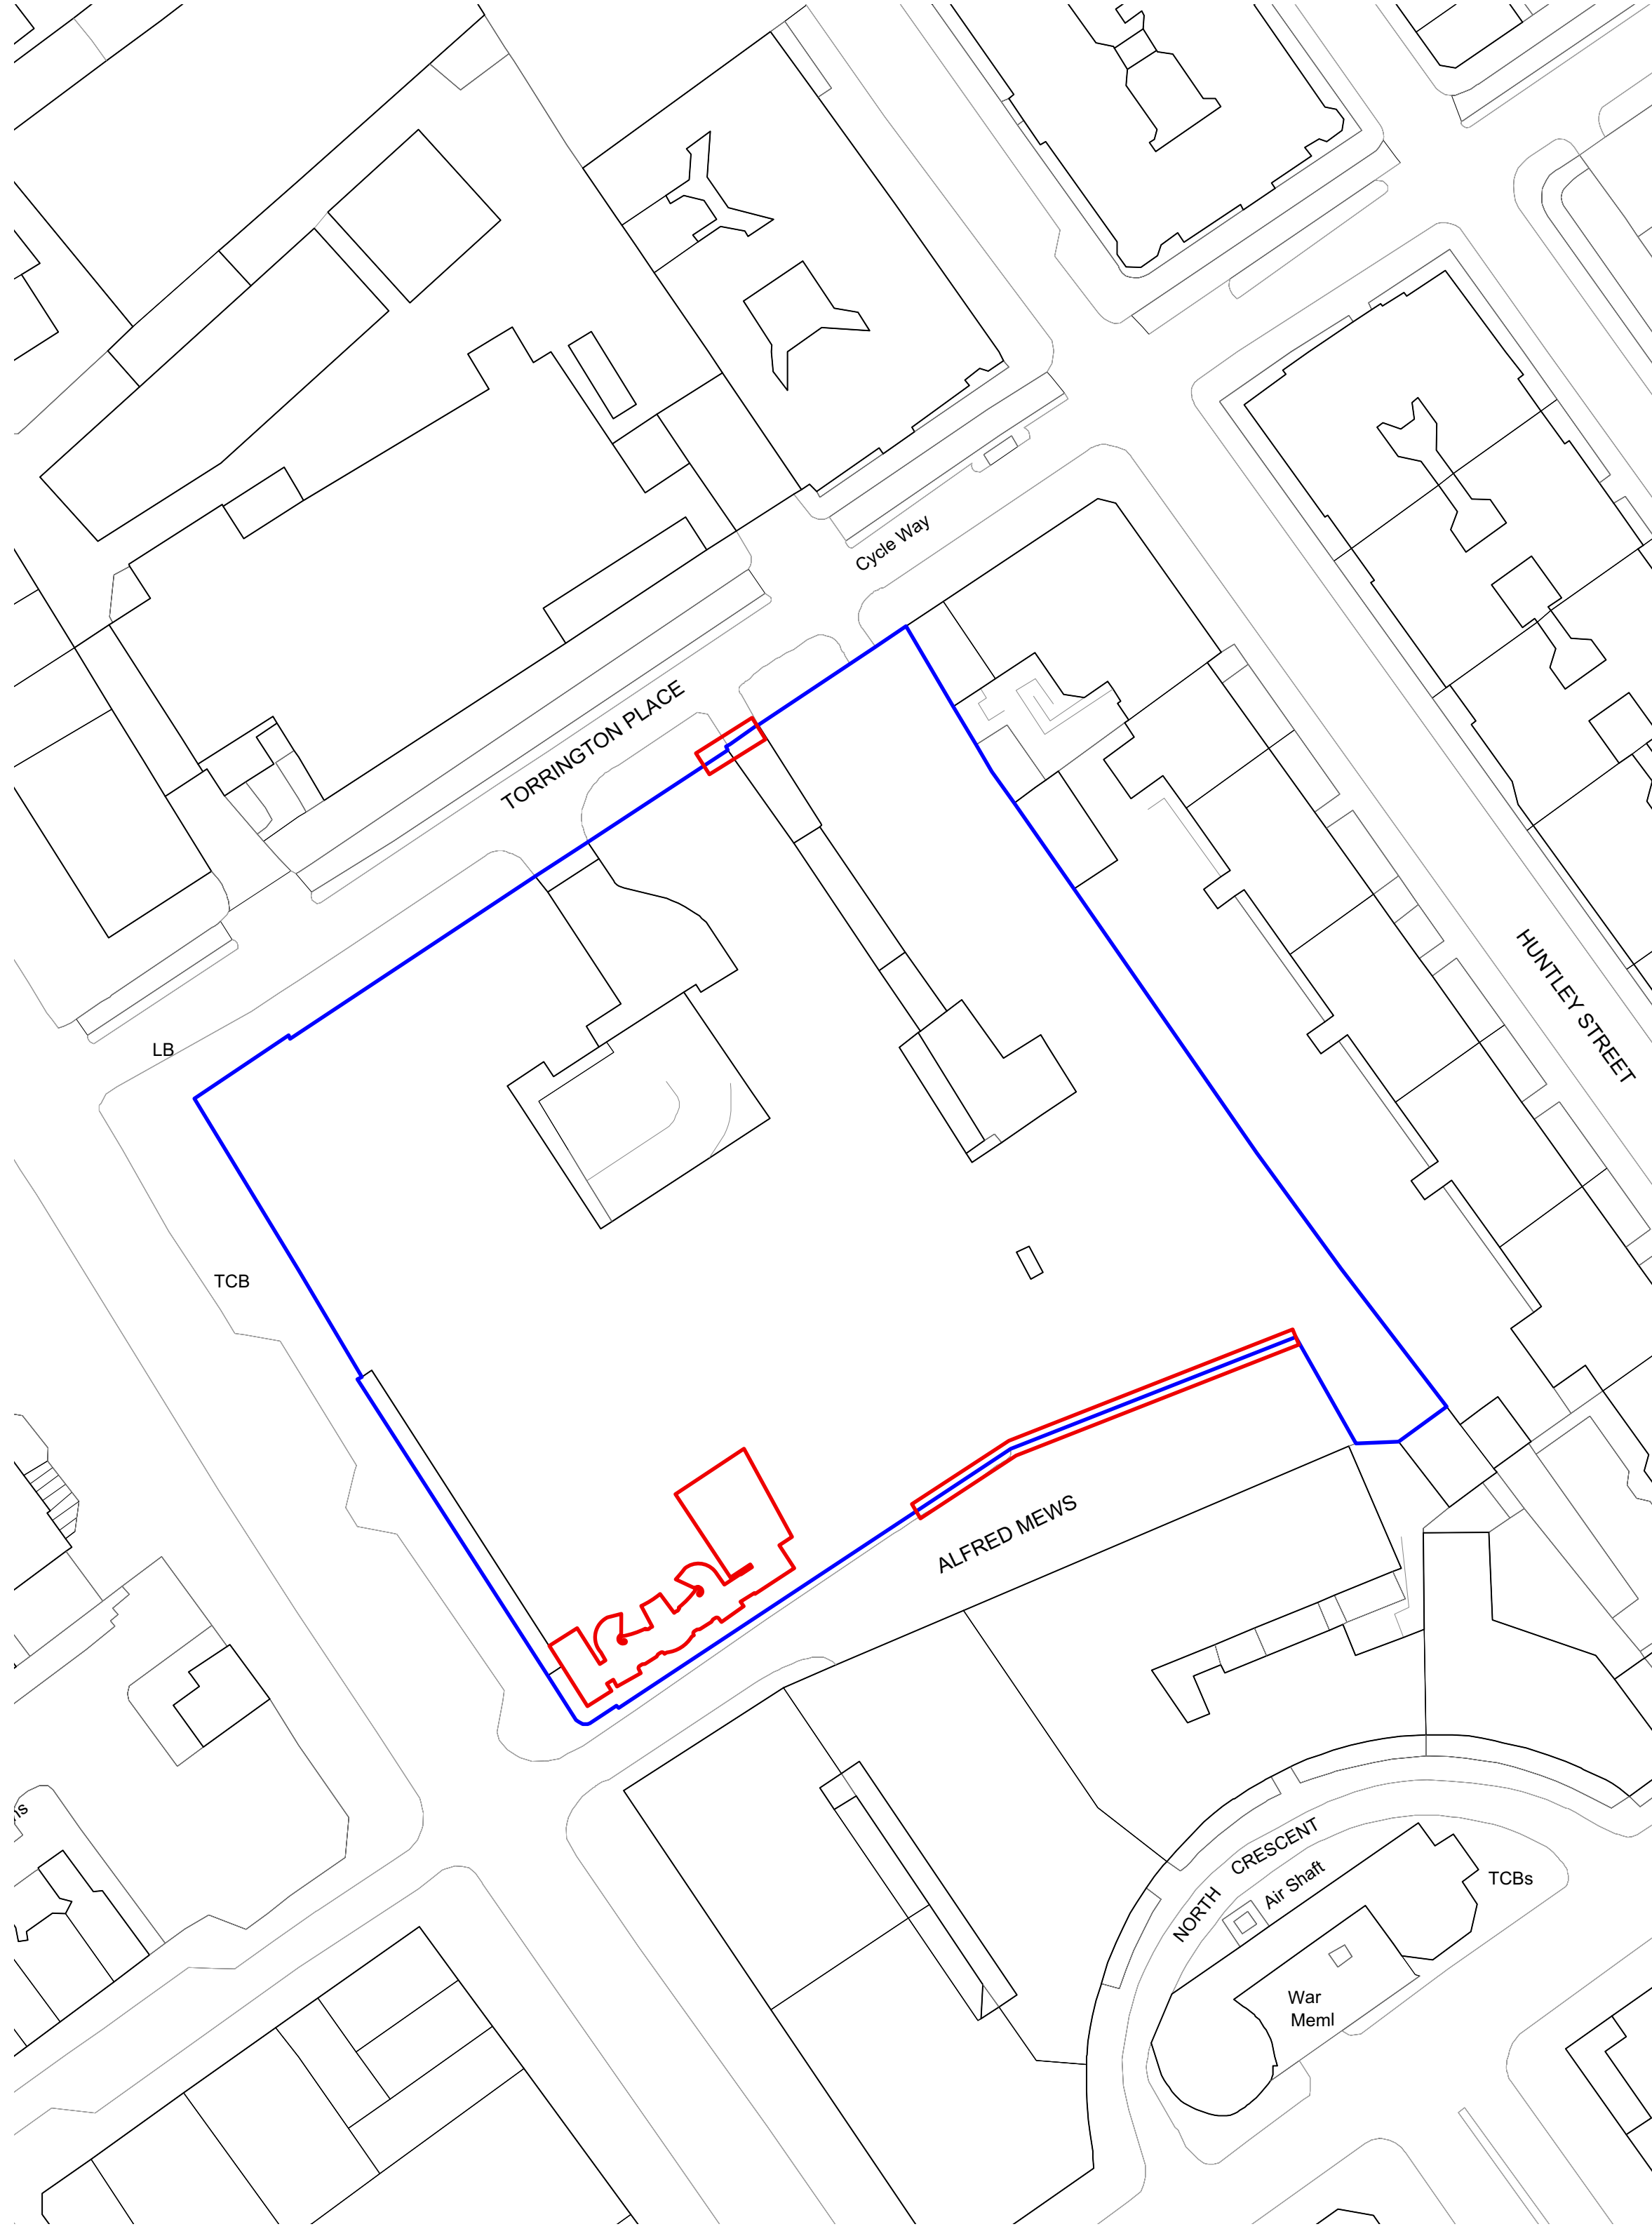 Cycle Way
TORRINGTON PLACE
HUNTLEY STREET
LB
TCB
ALFRED MEWS
NORTH CRESCENT
Air Shaft
TCBs
War
Meml